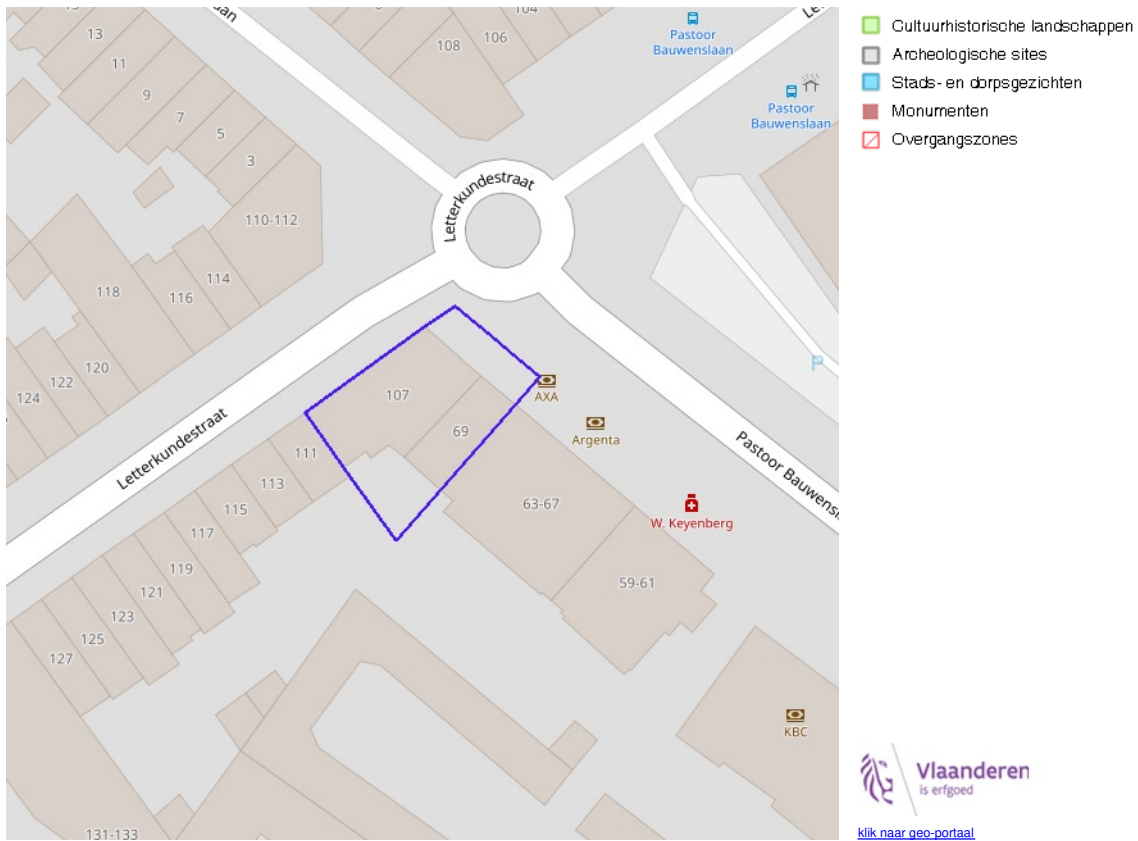 13
11
9
7
5
3
110-112
108
106
104
Pastoor
Bauwenslaan
Pastoor
Bauwenslaan
Letterkundestraat
118
116
114
120
122
124
107
69
111
113
115
117
119
121
123
125
127
131-133
Letterkundestraat
AXA
Argenta
63-67
59-61
W. Keyenberg
P
KBC
Cultuurhistorische landschappen
Archeologische sites
Stads- en dorpsgezichten
Monumenten
Overgangszones
Vlaanderen
is erfgoed
klik naar geo-portaal